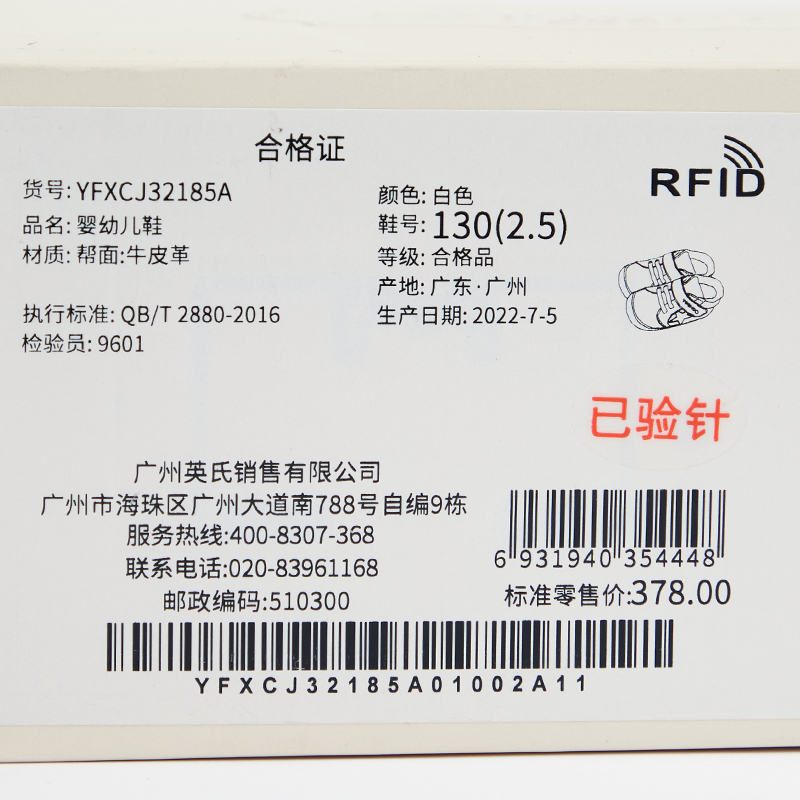 合格证
RFID
货号: YFXCJ32185A
品名: 婴幼儿鞋
材质: 帮面:牛皮革
执行标准: QB/T 2880-2016
检验员: 9601
颜色: 白色
鞋号: 130(2.5)
等级: 合格品
产地: 广东·广州
生产日期: 2022-7-5
已验针
广州英氏销售有限公司
广州市海珠区广州大道南788号自编9栋
服务热线:400-8307-368
联系电话:020-83961168
邮政编码:510300
6 931940 354448
标准零售价:378.00
YFXCJ32185A01002A11